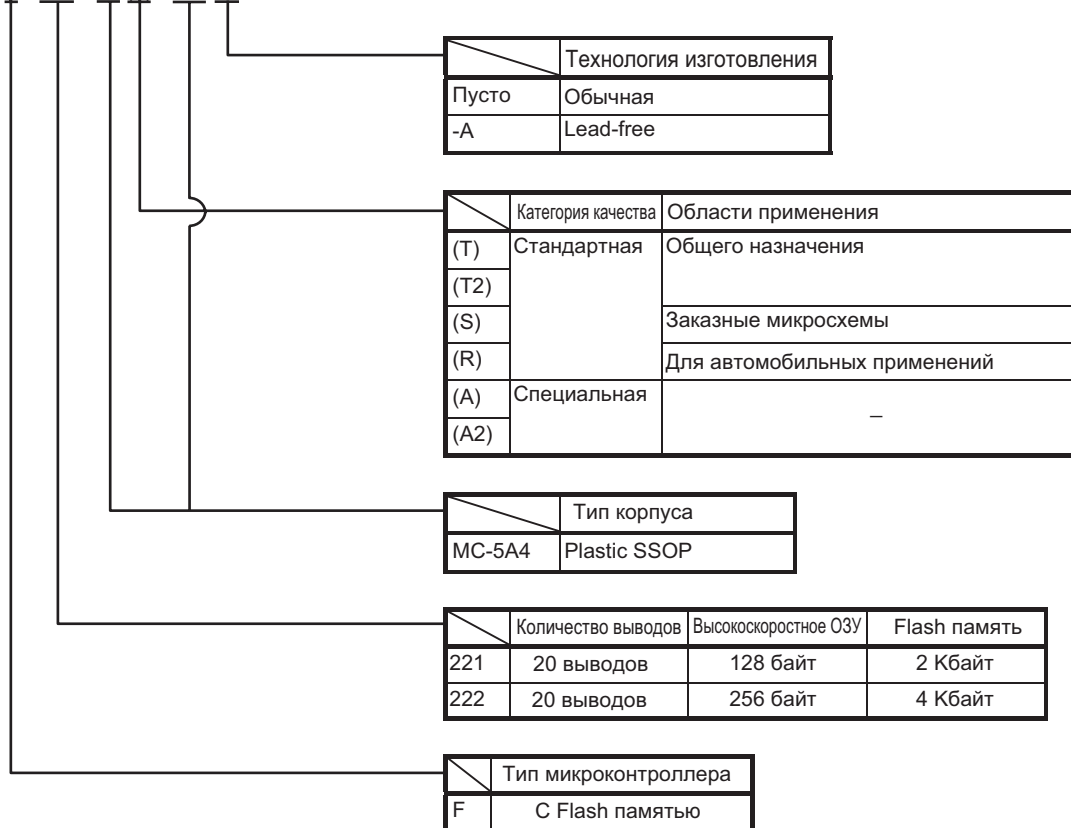 Технология изготовления
Пусто Обычная
-A Lead-free
Категория качества Области применения
(T) Стандартная Общего назначения
(T2)
(S) Заказные микросхемы
(R) Для автомобильных применений
(A) Специальная –
(A2)
Тип корпуса
MC-5A4 Plastic SSOP
Количество выводов Высокоскоростное ОЗУ Flash память
221 20 выводов 128 байт 2 Кбайт
222 20 выводов 256 байт 4 Кбайт
Тип микроконтроллера
F С Flash памятью